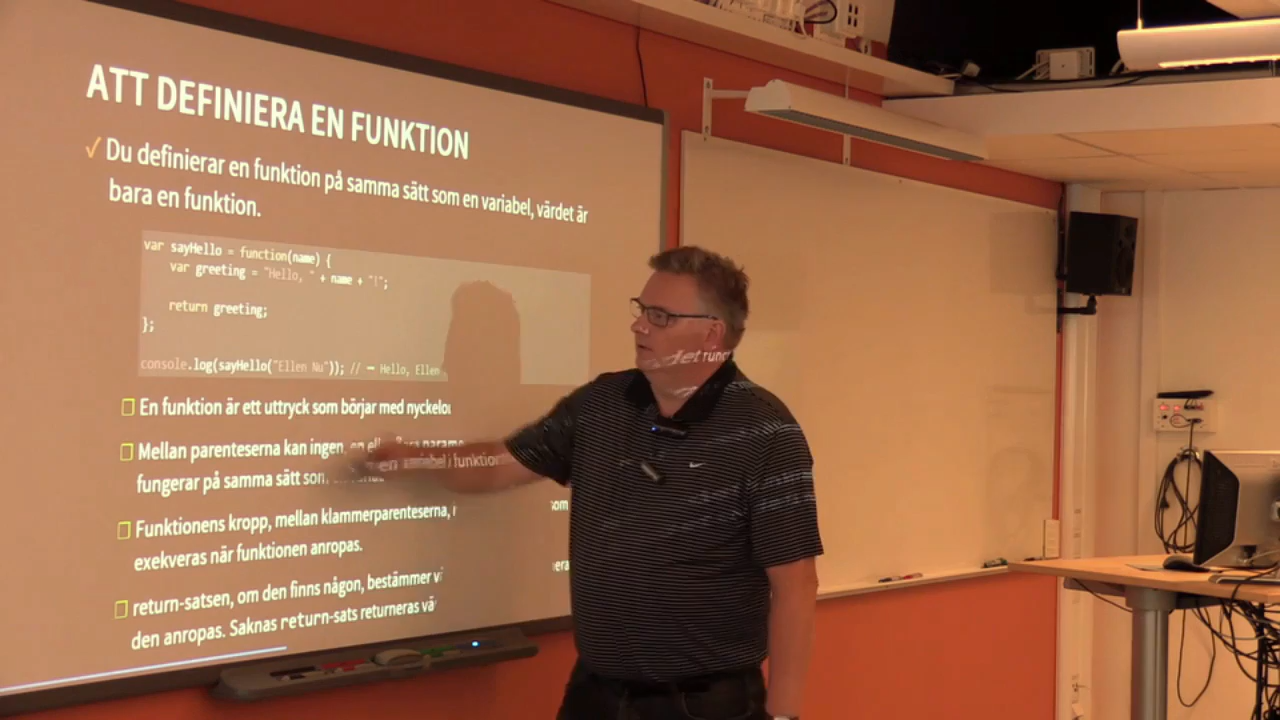 ATT DEFINIERA EN FUNKTION
✓ Du definierar en funktion på samma sätt som en variabel, värdet är
bara en funktion.
var sayHello = function(name) {
var greeting = "Hello, " + name + "!";
return greeting;
};
console.log(sayHello("Ellen Nu")); // → Hello, Ellen
En funktion är ett uttryck som börjar med
Mellan parenteserna kan ingen,
fungerar på samma sätt som en variabel i funktion
Funktionens kropp, mellan klammerparenteserna,
exekveras när funktionen anropas.
return-satsen, om den finns någon, bestämmer
den anropas. Saknas return-sats returneras